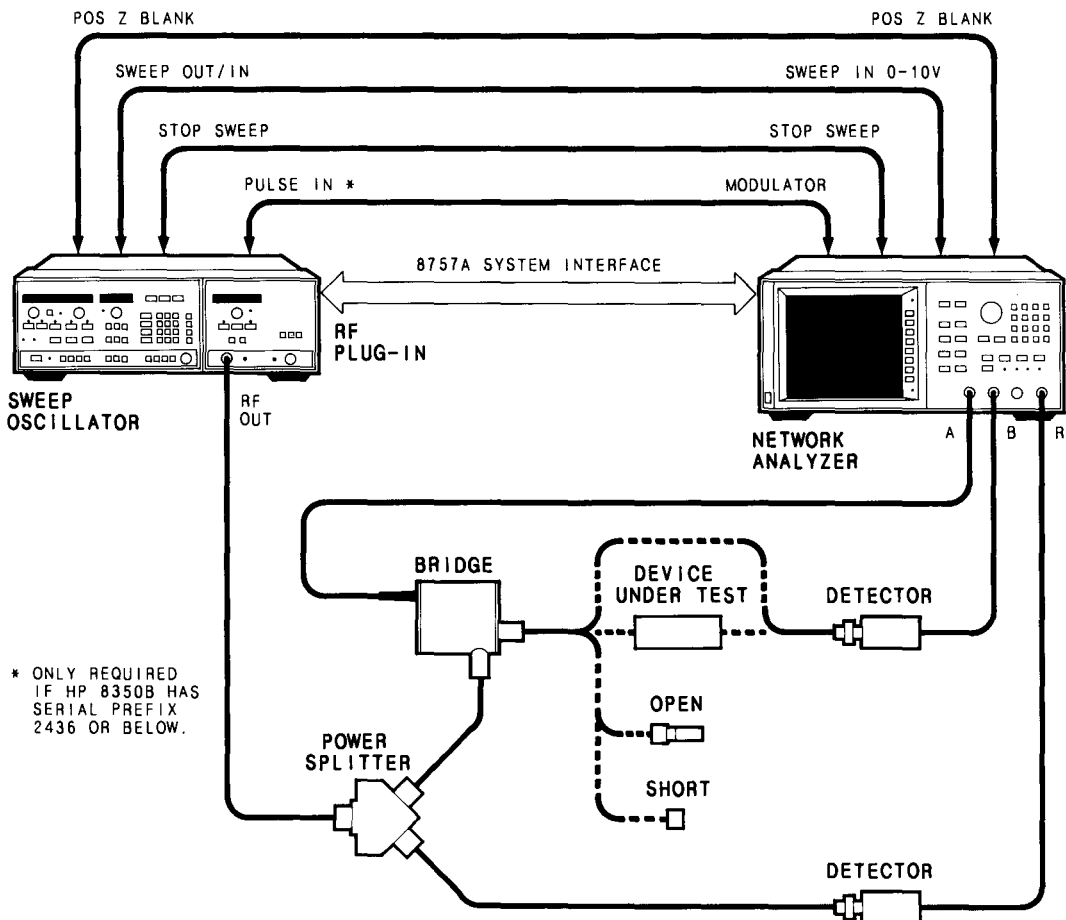 POS Z BLANK
POS Z BLANK
SWEEP OUT/IN
SWEEP IN 0-10V
STOP SWEEP
STOP SWEEP
PULSE IN *
MODULATOR
8757A SYSTEM INTERFACE
RF
PLUG-IN
SWEEP
OSCILLATOR
RF
OUT
A
B
R
NETWORK
ANALYZER
BRIDGE
DEVICE
UNDER TEST
DETECTOR
* ONLY REQUIRED
IF HP 8350B HAS
SERIAL PREFIX
2436 OR BELOW.
OPEN
POWER
SPLITTER
SHORT
DETECTOR